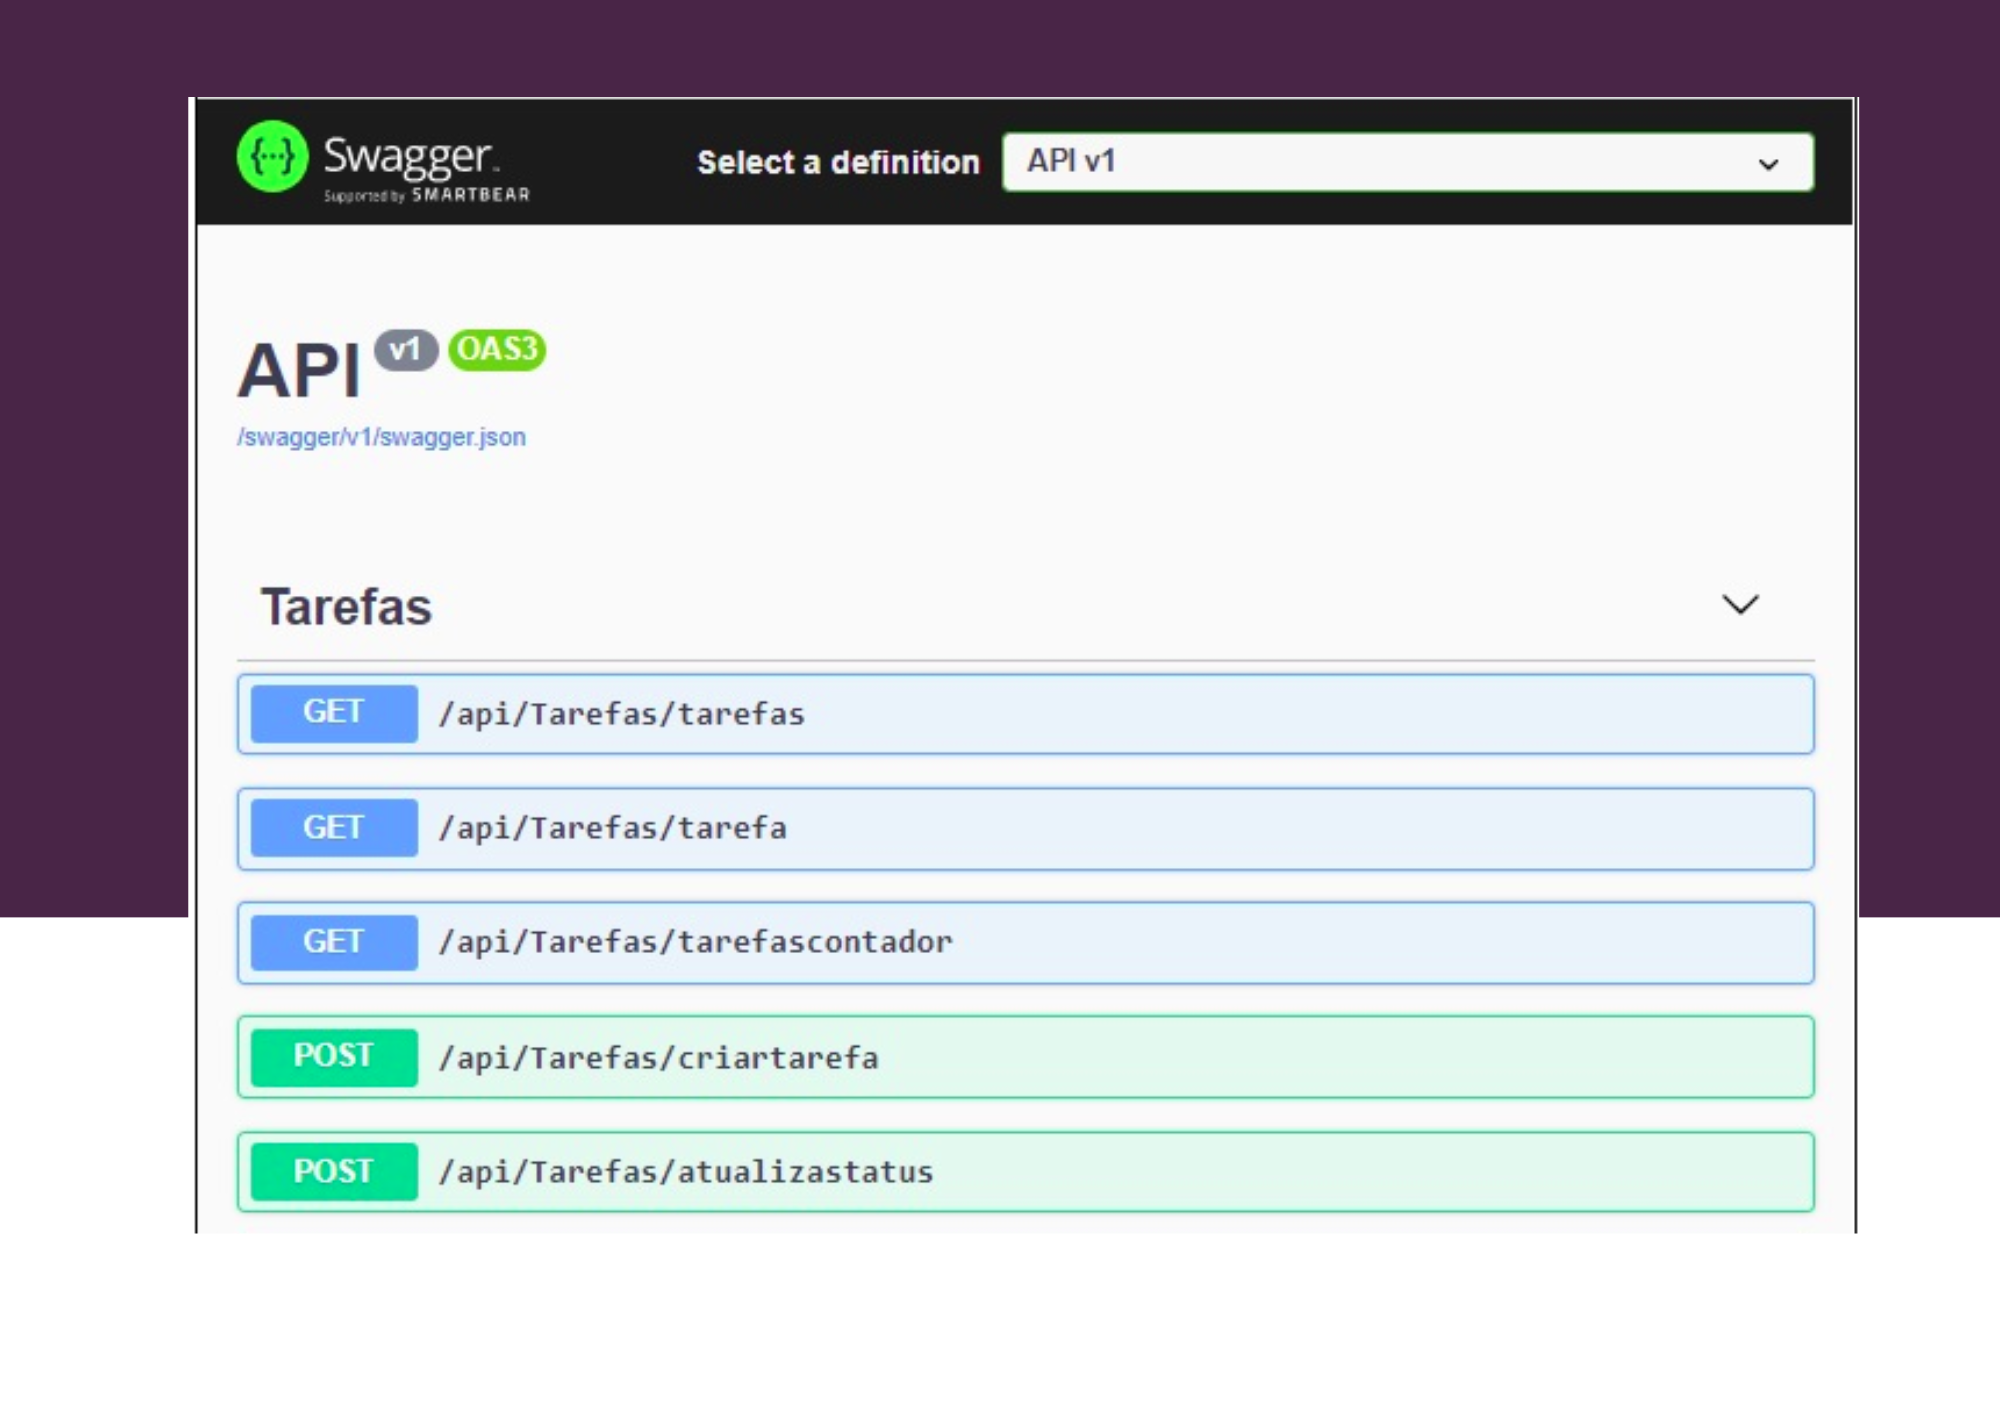 {···} Swagger
Supported by SMARTBEAR
Select a definition
API v1
API v1 OAS3
/swagger/v1/swagger.json
Tarefas
GET /api/Tarefas/tarefas
GET /api/Tarefas/tarefa
GET /api/Tarefas/tarefascontador
POST /api/Tarefas/criartarefa
POST /api/Tarefas/atualizastatus